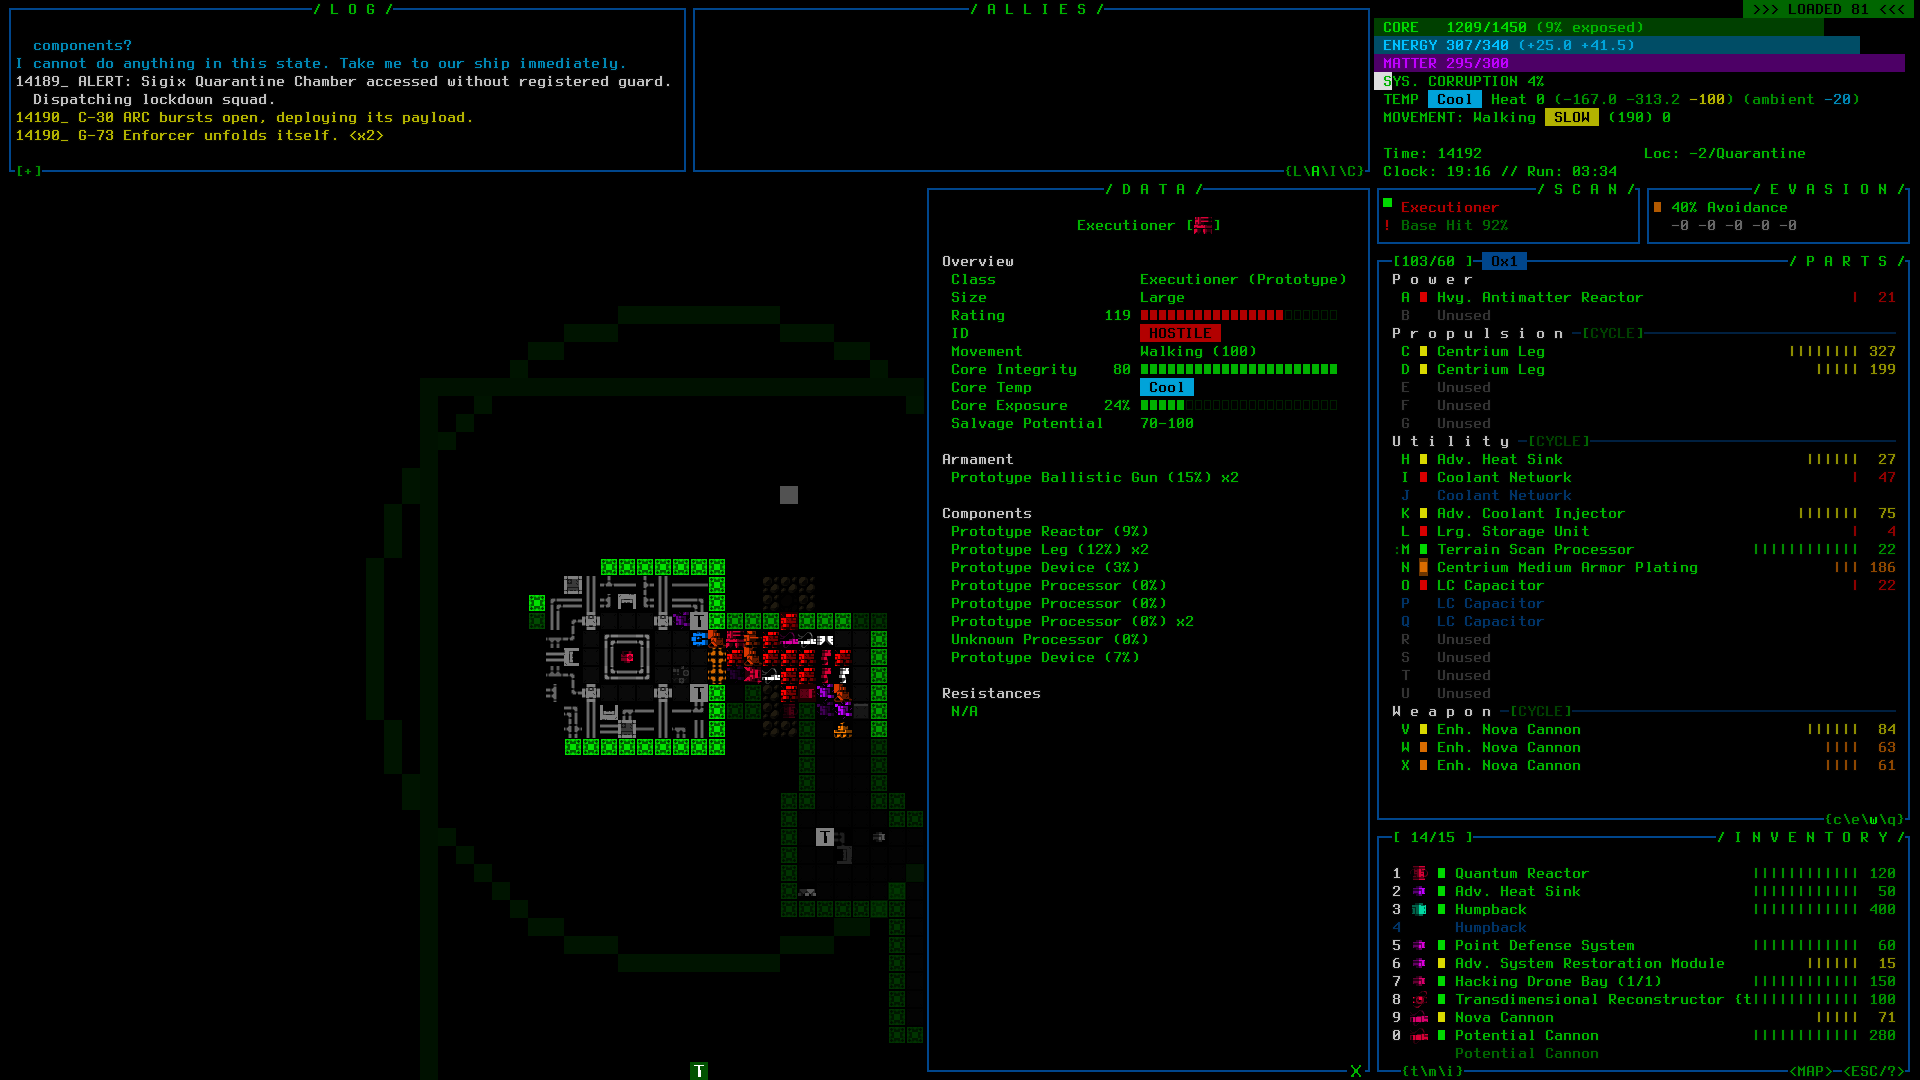 / L O G /
components?
I cannot do anything in this state. Take me to our ship immediately.
14189_ ALERT: Sigix Quarantine Chamber accessed without registered guard.
Dispatching lockdown squad.
14190_ C-30 ARC bursts open, deploying its payload.
14190_ G-73 Enforcer unfolds itself. <x2>
[+]
/ A L L I E S /
{L\A\I\C}
>>> LOADED 81 <<<
CORE 1209/1450 (9% exposed)
ENERGY 307/340 (+25.0 +41.5)
MATTER 295/300
SYS. CORRUPTION 4%
TEMP Cool Heat 0 (-167.0 -313.2 -100) (ambient -20)
MOVEMENT: Walking SLOW (190) 0
Time: 14192 Loc: -2/Quarantine
Clock: 19:16 // Run: 03:34
/ S C A N /
Executioner
! Base Hit 92%
/ E V A S I O N /
40% Avoidance
-0 -0 -0 -0 -0
/ D A T A /
Executioner [ ]
Overview
Class Executioner (Prototype)
Size Large
Rating 119
ID HOSTILE
Movement Walking (100)
Core Integrity 80
Core Temp Cool
Core Exposure 24%
Salvage Potential 70-100
Armament
Prototype Ballistic Gun (15%) x2
Components
Prototype Reactor (9%)
Prototype Leg (12%) x2
Prototype Device (3%)
Prototype Processor (0%)
Prototype Processor (0%)
Prototype Processor (0%) x2
Unknown Processor (0%)
Prototype Device (7%)
Resistances
N/A
X
T
T
T
T
[103/60 ] Ox1 / P A R T S /
P o w e r
A Hvy. Antimatter Reactor 21
B Unused
P r o p u l s i o n [CYCLE]
C Centrium Leg 327
D Centrium Leg 199
E Unused
F Unused
G Unused
U t i l i t y [CYCLE]
H Adv. Heat Sink 27
I Coolant Network 47
J Coolant Network
K Adv. Coolant Injector 75
L Lrg. Storage Unit 4
:M Terrain Scan Processor 22
N Centrium Medium Armor Plating 186
O LC Capacitor 22
P LC Capacitor
Q LC Capacitor
R Unused
S Unused
T Unused
U Unused
W e a p o n [CYCLE]
V Enh. Nova Cannon 84
W Enh. Nova Cannon 63
X Enh. Nova Cannon 61
{c\e\w\q}
[ 14/15 ] / I N V E N T O R Y /
1 Quantum Reactor 120
2 Adv. Heat Sink 50
3 Humpback 400
4 Humpback
5 Point Defense System 60
6 Adv. System Restoration Module 15
7 Hacking Drone Bay (1/1) 150
8 Transdimensional Reconstructor {t 100
9 Nova Cannon 71
0 Potential Cannon 280
Potential Cannon
{t\m\i} <MAP> <ESC/?>